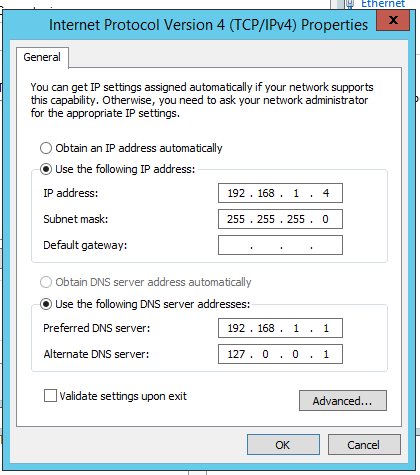 Ethernet
Internet Protocol Version 4 (TCP/IPv4) Properties
X
General
You can get IP settings assigned automatically if your network supports
this capability. Otherwise, you need to ask your network administrator
for the appropriate IP settings.
Obtain an IP address automatically
Use the following IP address:
IP address: 192 . 168 . 1 . 4
Subnet mask: 255 . 255 . 255 . 0
Default gateway: . . .
Obtain DNS server address automatically
Use the following DNS server addresses:
Preferred DNS server: 192 . 168 . 1 . 1
Alternate DNS server: 127 . 0 . 0 . 1
Validate settings upon exit
Advanced...
OK Cancel